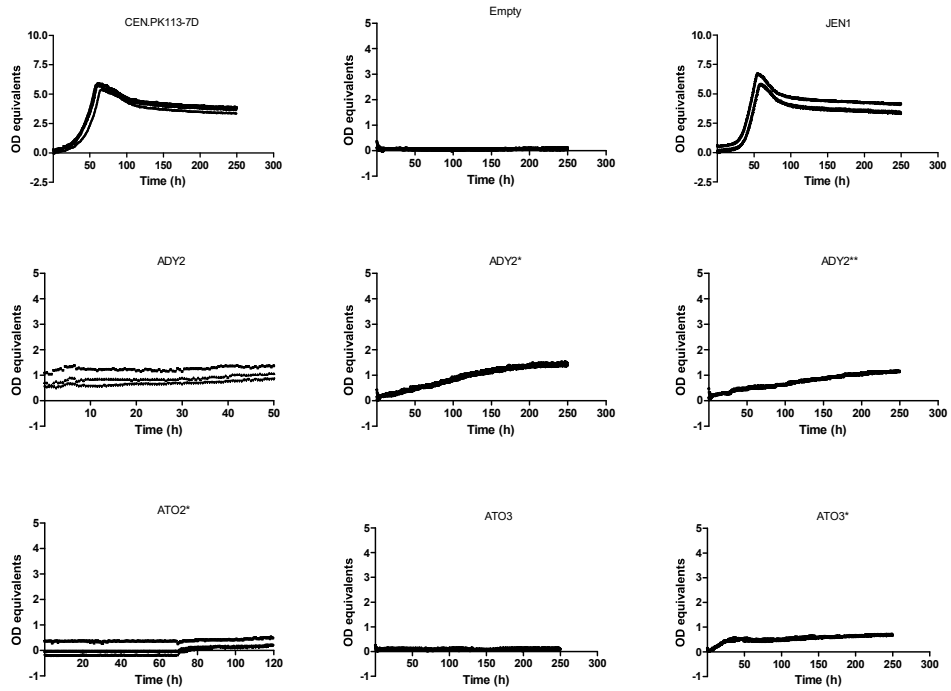 CEN.PK113-7D
10.0
7.5
5.0
2.5
0.0
-2.5
50 100 150 200 250 300
OD equivalents
Time (h)
Empty
5
4
3
2
1
0
-1
50 100 150 200 250 300
OD equivalents
Time (h)
JEN1
10.0
7.5
5.0
2.5
0.0
-2.5
50 100 150 200 250 300
OD equivalents
Time (h)
ADY2
5
4
3
2
1
0
-1
10 20 30 40 50
OD equivalents
Time (h)
ADY2*
5
4
3
2
1
0
-1
50 100 150 200 250 300
OD equivalents
Time (h)
ADY2**
5
4
3
2
1
0
-1
50 100 150 200 250 300
OD equivalents
Time (h)
ATO2*
5
4
3
2
1
0
-1
20 40 60 80 100 120
OD equivalents
Time (h)
ATO3
5
4
3
2
1
0
-1
50 100 150 200 250 300
OD equivalents
Time (h)
ATO3*
5
4
3
2
1
0
-1
50 100 150 200 250 300
OD equivalents
Time (h)